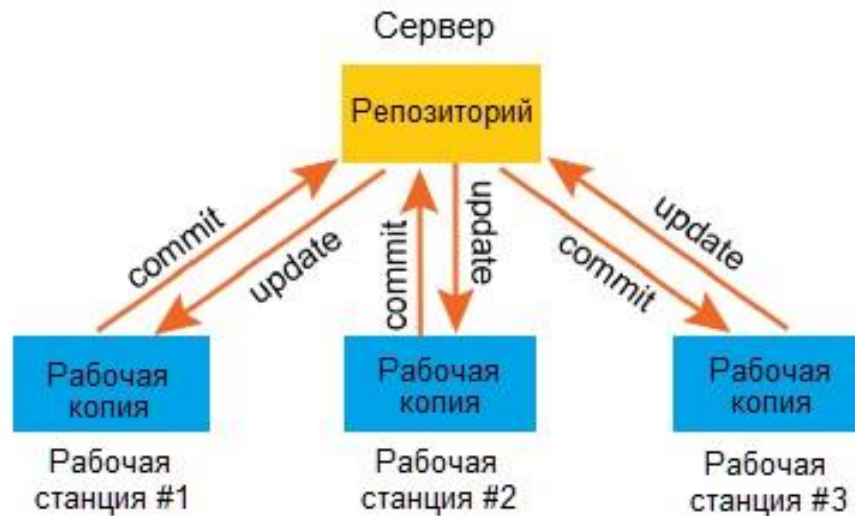 Сервер
Репозиторий
commit
update
commit
update
commit
update
Рабочая
копия
Рабочая
копия
Рабочая
копия
Рабочая
станция #1
Рабочая
станция #2
Рабочая
станция #3